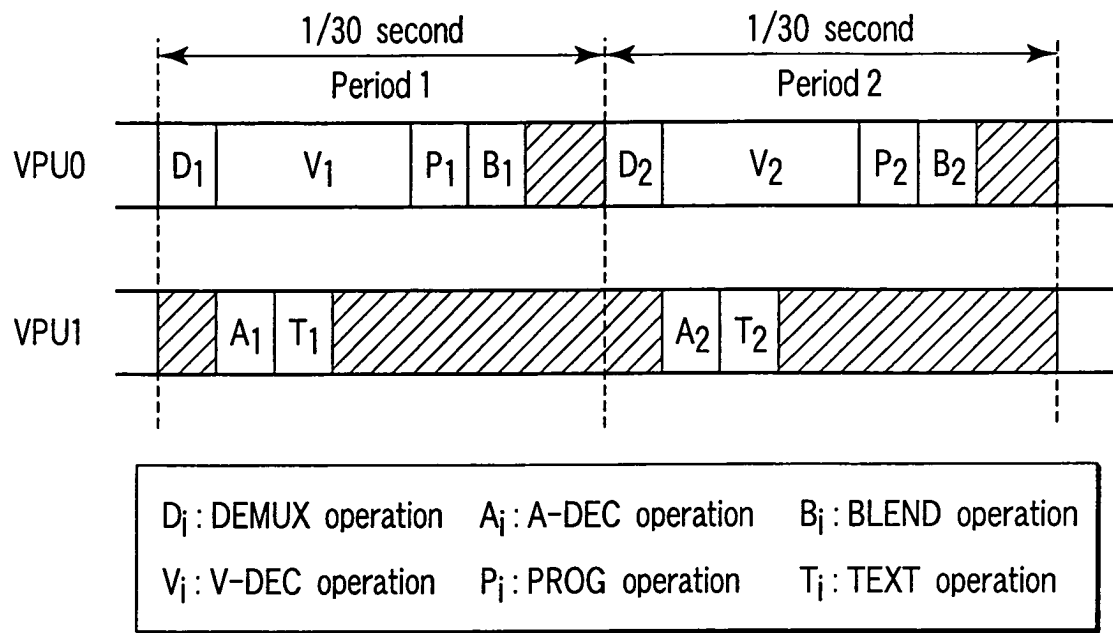 1/30 second 1/30 second
Period 1 Period 2
VPU0 D1 V1 P1 B1 D2 V2 P2 B2
VPU1 A1 T1 A2 T2
Di : DEMUX operation Ai : A-DEC operation Bi : BLEND operation
Vi : V-DEC operation Pi : PROG operation Ti : TEXT operation